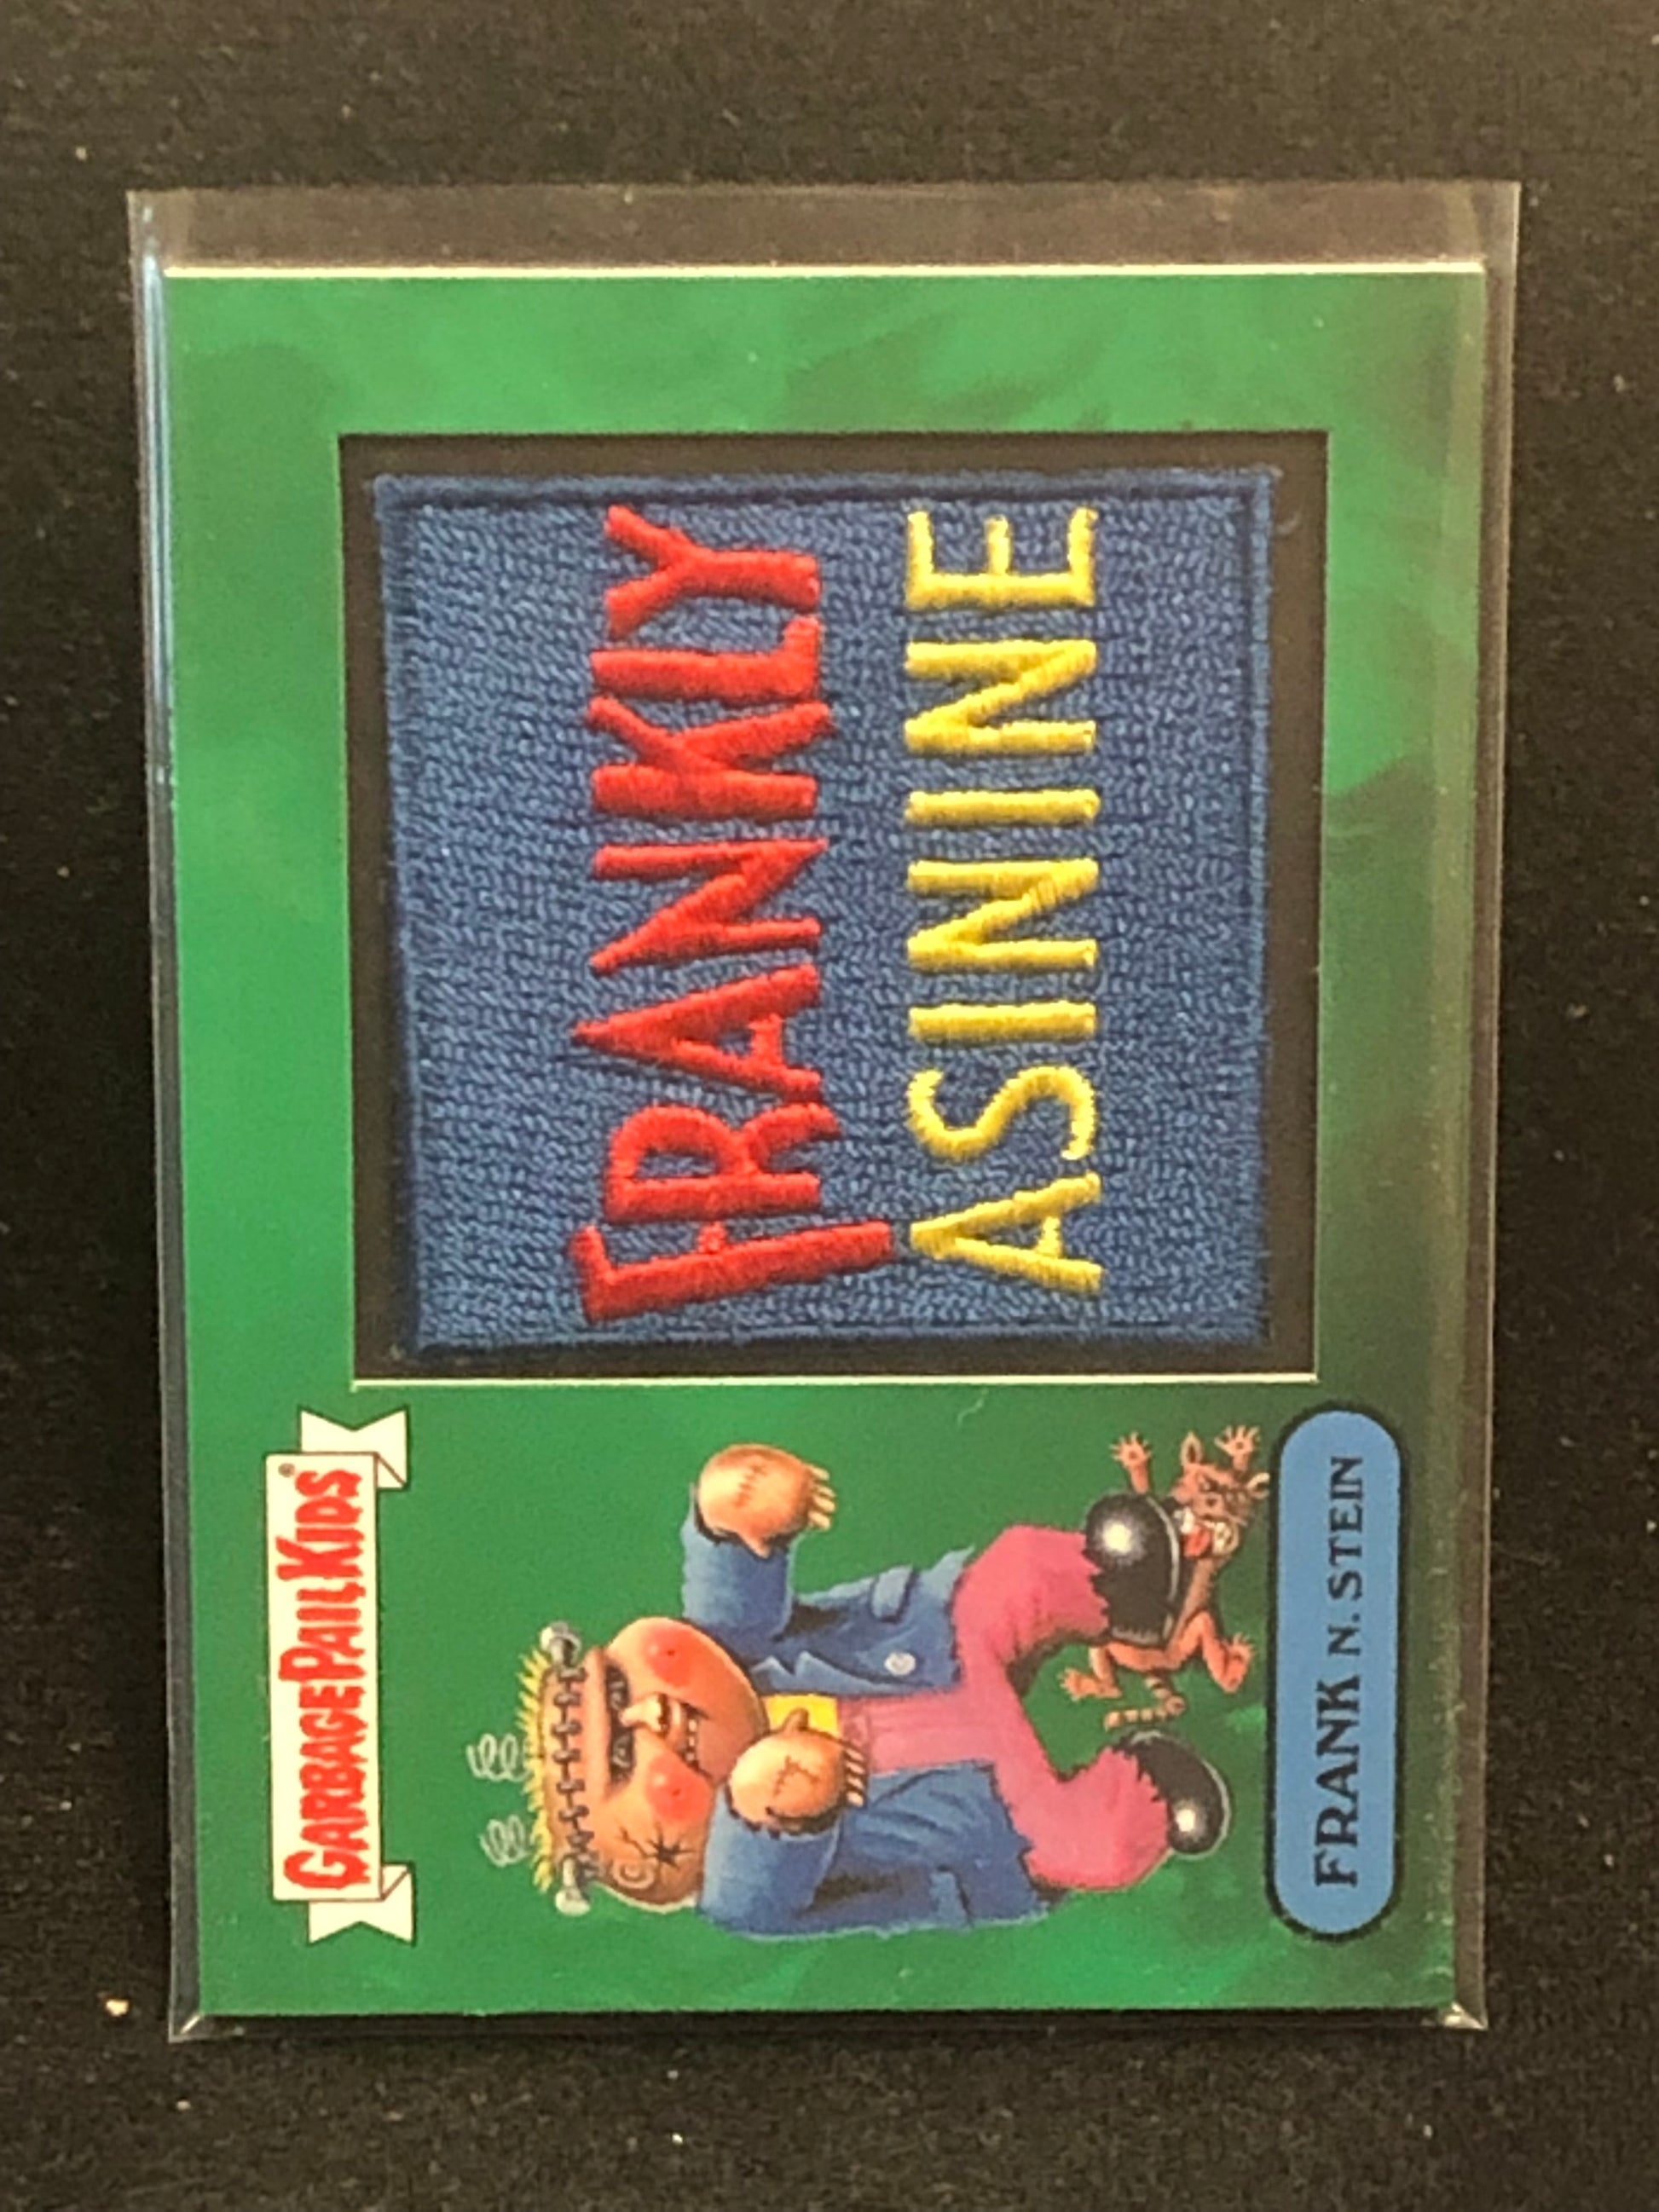 GARBAGE PAIL KIDS®
FRANK N. STEIN
FRANKLY
ASININE